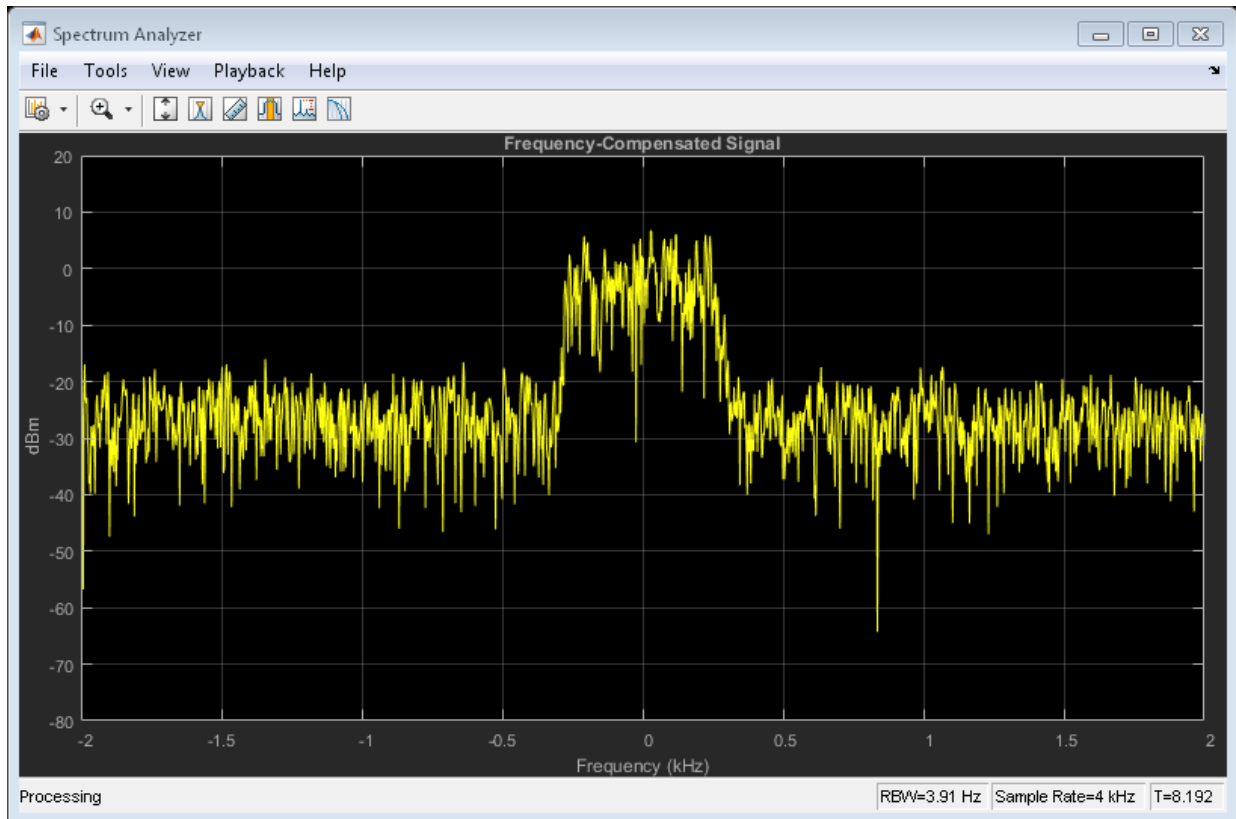 Spectrum Analyzer
File Tools View Playback Help
Frequency-Compensated Signal
20
10
0
-10
-20
-30
-40
-50
-60
-70
-80
dBm
-2 -1.5 -1 -0.5 0 0.5 1 1.5 2
Frequency (kHz)
Processing RBW=3.91 Hz Sample Rate=4 kHz T=8.192